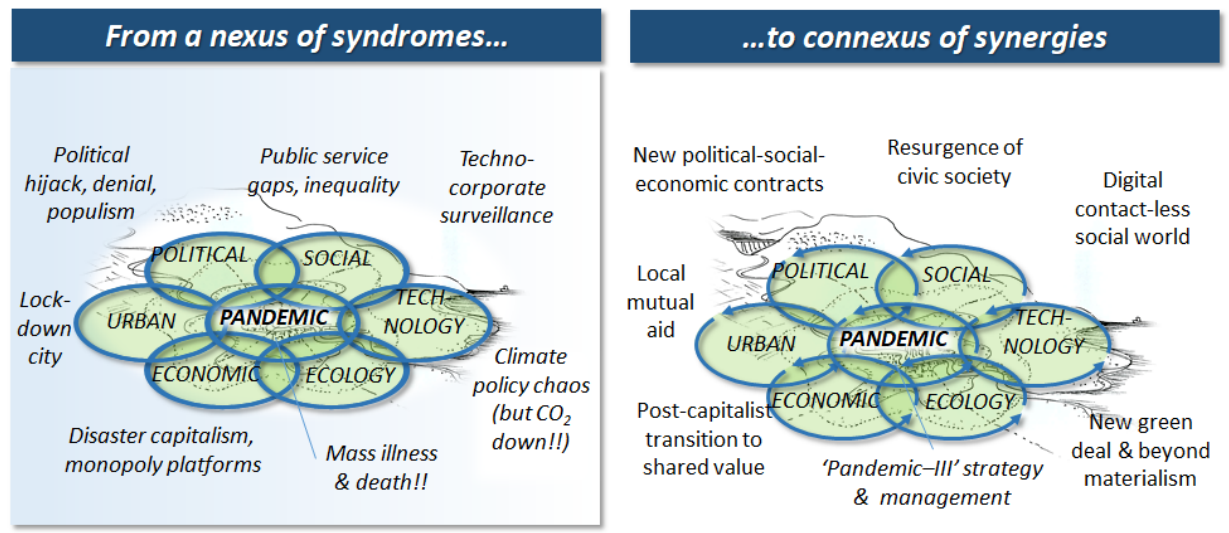 From a nexus of syndromes…
Political
hijack, denial,
populism
Public service
gaps, inequality
Techno-
corporate
surveillance
POLITICAL
SOCIAL
Lock-
down
city
URBAN
PANDEMIC
TECH-
NOLOGY
ECONOMIC
ECOLOGY
Climate
policy chaos
(but CO₂
down!!)
Disaster capitalism,
monopoly platforms
Mass illness
& death!!
…to connexus of synergies
New political-social-
economic contracts
Resurgence of
civic society
Digital
contact-less
social world
POLITICAL
SOCIAL
Local
mutual
aid
URBAN
PANDEMIC
TECH-
NOLOGY
ECONOMIC
ECOLOGY
Post-capitalist
transition to
shared value
‘Pandemic–III’ strategy
& management
New green
deal & beyond
materialism